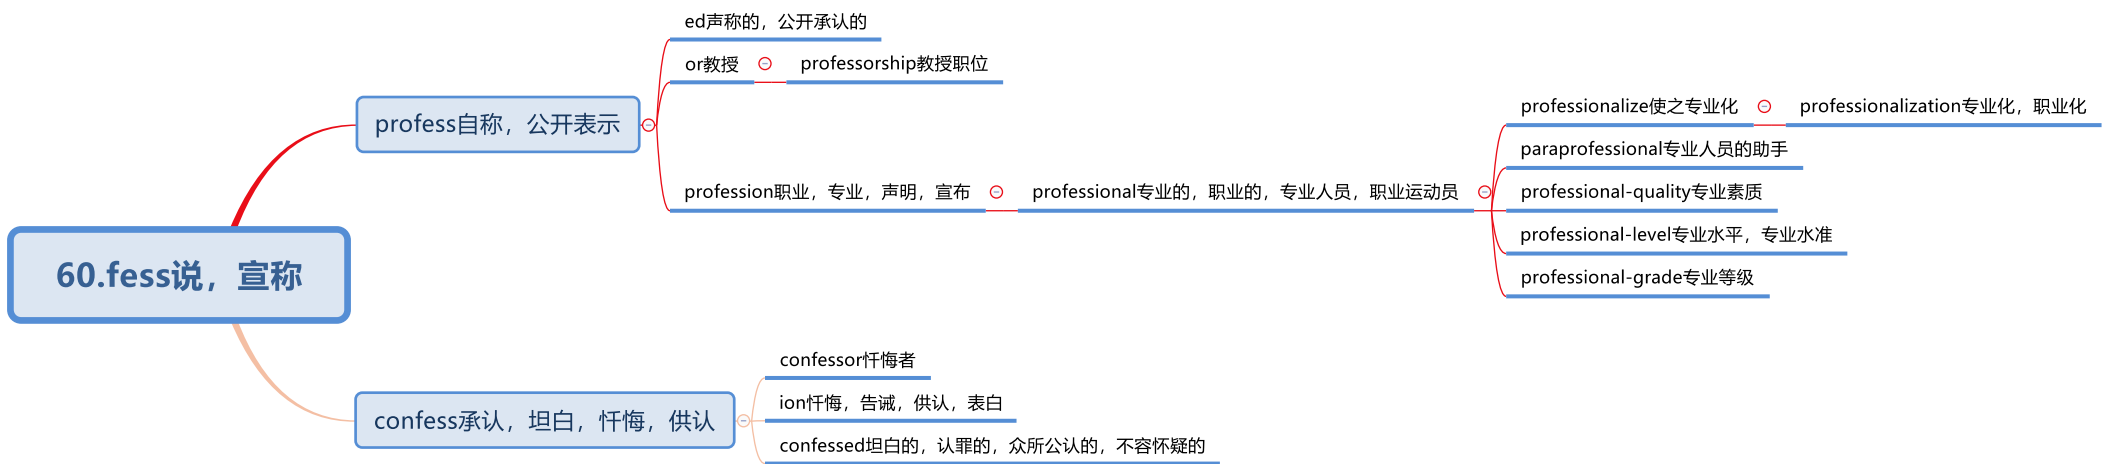 60.fess说，宣称
profess自称，公开表示
ed声称的，公开承认的
or教授
professorship教授职位
profession职业，专业，声明，宣布
professional专业的，职业的，专业人员，职业运动员
professionalize使之专业化
professionalization专业化，职业化
paraprofessional专业人员的助手
professional-quality专业素质
professional-level专业水平，专业水准
professional-grade专业等级
confess承认，坦白，忏悔，供认
confessor忏悔者
ion忏悔，告诫，供认，表白
confessed坦白的，认罪的，众所公认的，不容怀疑的